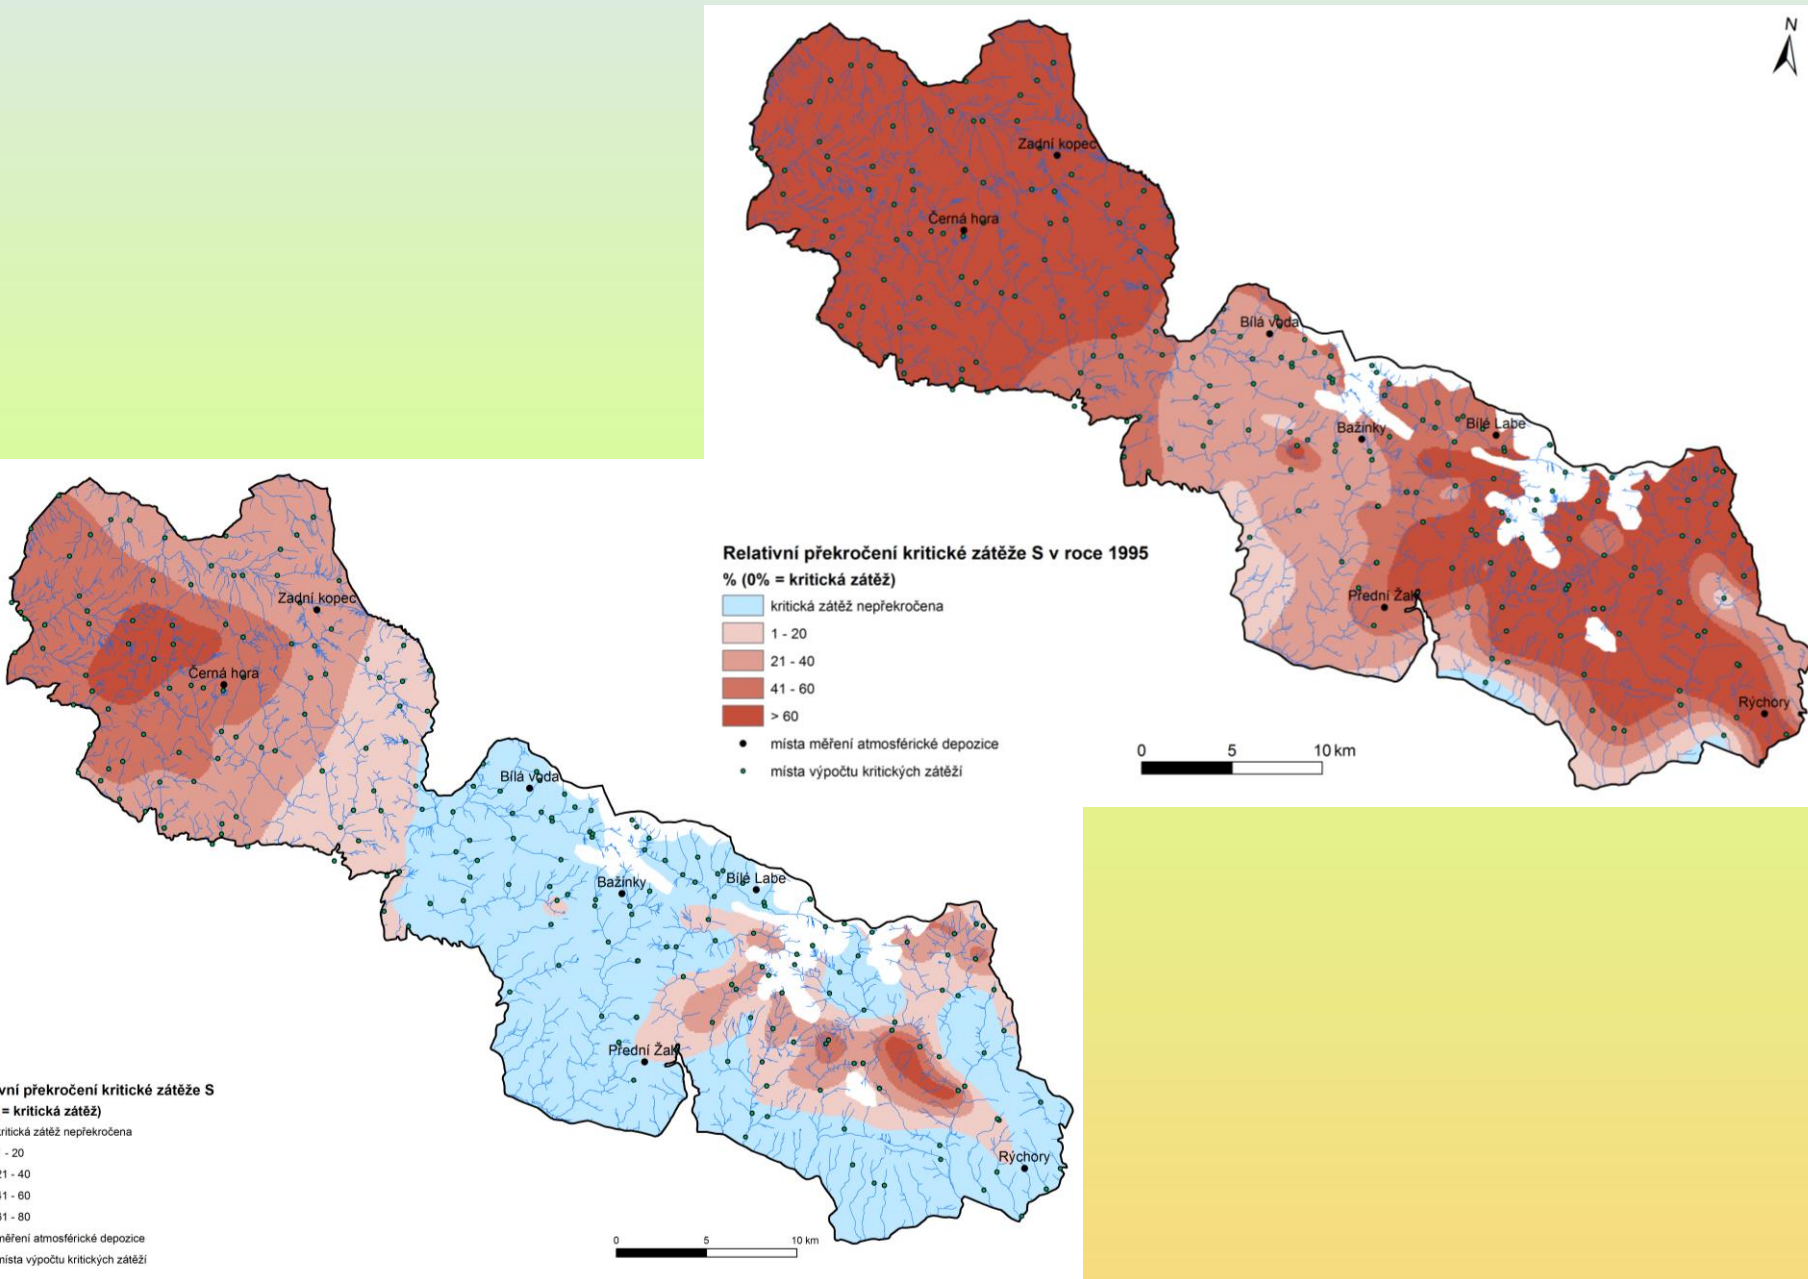 N
Zadní kopec
Černá hora
Bílá voda
Bažinky
Bílé Labe
Přední Žalý
Rýchory
Relativní překročení kritické zátěže S v roce 1995
% (0% = kritická zátěž)
kritická zátěž nepřekročena
1 - 20
21 - 40
41 - 60
> 60
místa měření atmosférické depozice
místa výpočtu kritických zátěží
0 5 10 km
Zadní kopec
Černá hora
Bílá voda
Bažinky
Bílé Labe
Přední Žalý
Rýchory
vní překročení kritické zátěže S
= kritická zátěž)
kritická zátěž nepřekročena
- 20
21 - 40
41 - 60
61 - 80
měření atmosférické depozice
místa výpočtu kritických zátěží
0 5 10 km